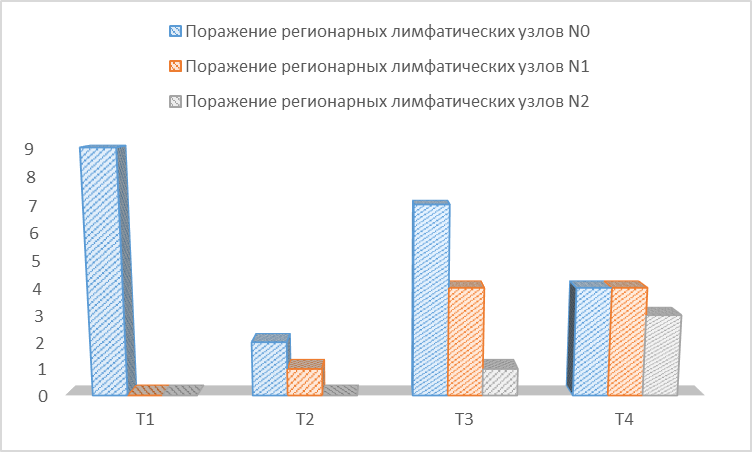 Поражение регионарных лимфатических узлов N0
Поражение регионарных лимфатических узлов N1
Поражение регионарных лимфатических узлов N2
9
8
7
6
5
4
3
2
1
0
T1 T2 T3 T4